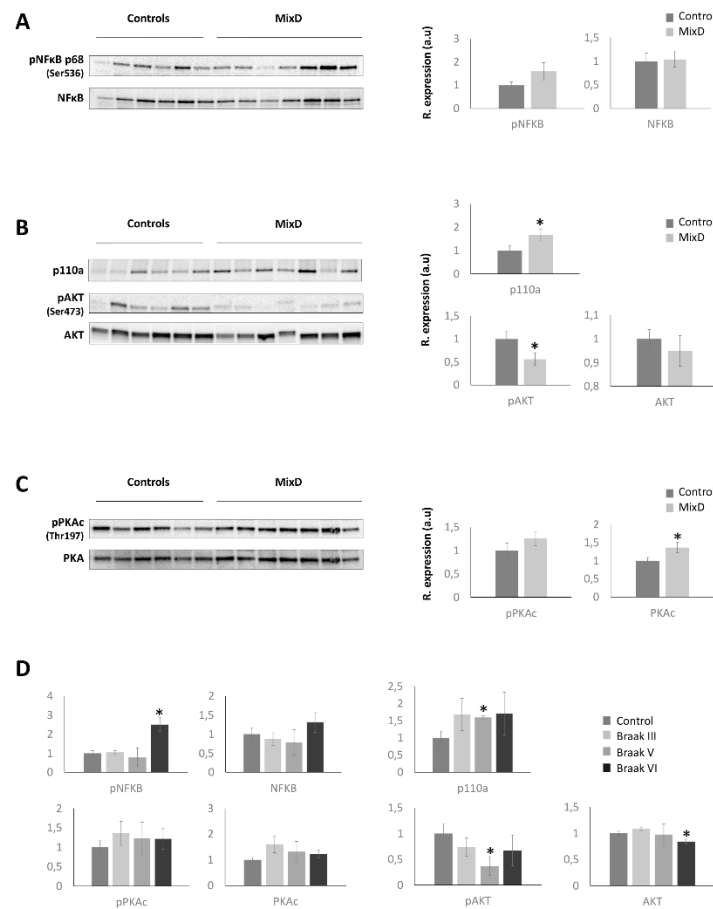 A
Controls
MixD
pNFκB p68
(Ser536)
NFκB
R. expression (a.u)
3
2
1
0
pNFKB
1,5
1
0,5
0
NFKB
Contro
MixD
B
Controls
MixD
p110a
pAKT
(Ser473)
AKT
R. expression (a.u)
3
2
1
0
p110a
Contro
MixD
1,5
1
0,5
0
pAKT
1,1
1
0,9
0,8
AKT
*
*
C
Controls
MixD
pPKAc
(Thr197)
PKA
R. expression (a.u)
1,5
1
0,5
0
pPKAc
2
1,5
1
0,5
0
PKAc
*
Contro
MixD
D
4
3
2
1
0
pNFKB
*
2
1,5
1
0,5
0
NFKB
2,5
2
1,5
1
0,5
0
p110a
*
Control
Braak III
Braak V
Braak VI
2
1,5
1
0,5
0
pPKAc
3
2
1
0
PKAc
1,5
1
0,5
0
pAKT
*
1,5
1
0,5
0
AKT
*